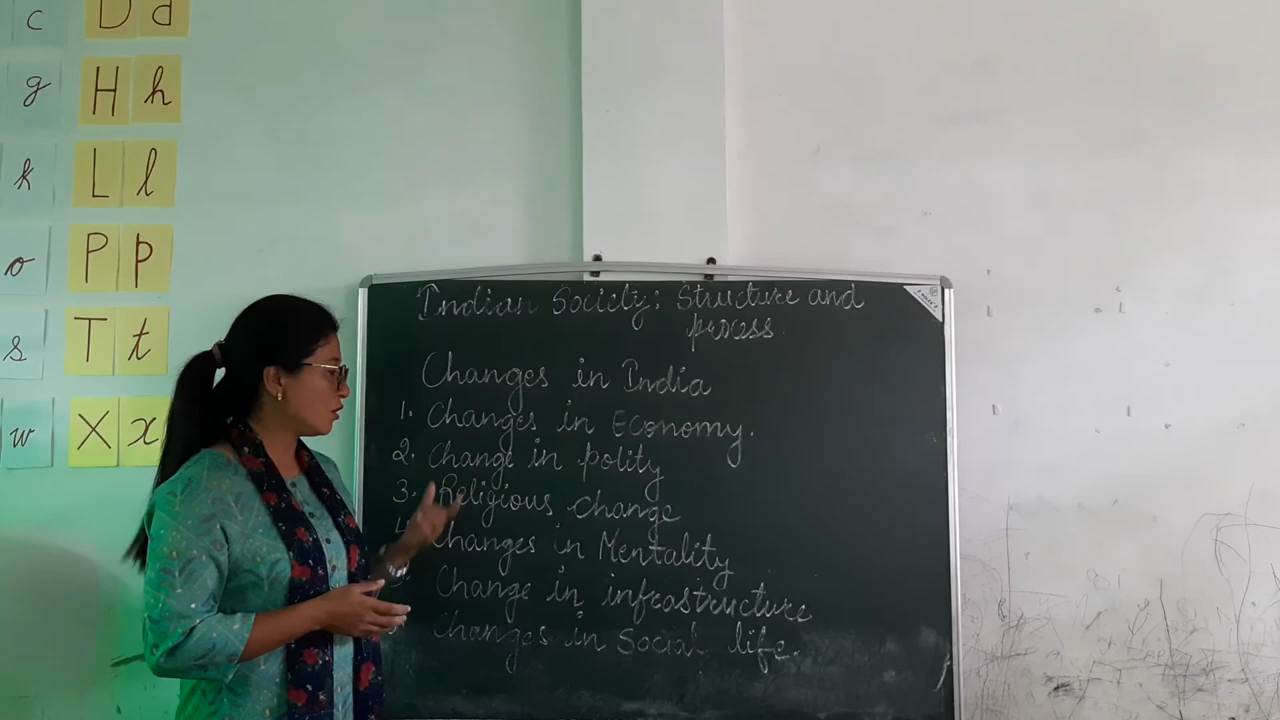 c D d
g H h
k L l
o P p
s T t
w X x
Indian Society: Structure and
process.
Changes in India
1. Changes in Economy.
2. Change in polity
3. Religious change
4. Changes in Mentality
Change in infrastructure
Changes in Social life.